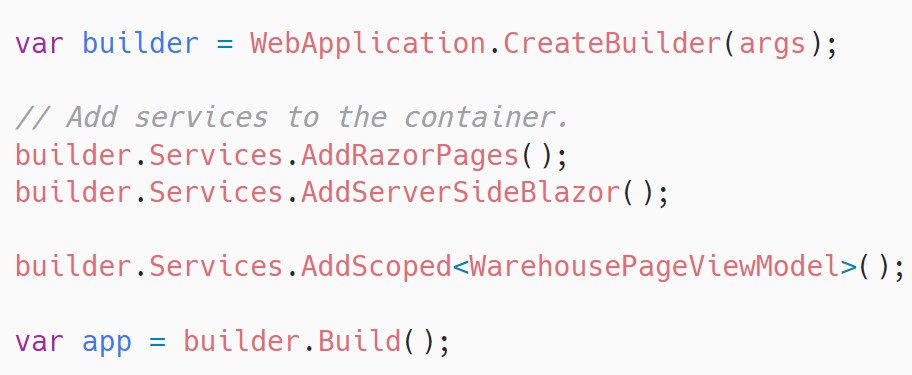 var builder = WebApplication.CreateBuilder(args);
// Add services to the container.
builder.Services.AddRazorPages();
builder.Services.AddServerSideBlazor();
builder.Services.AddScoped<WarehousePageViewModel>();
var app = builder.Build();